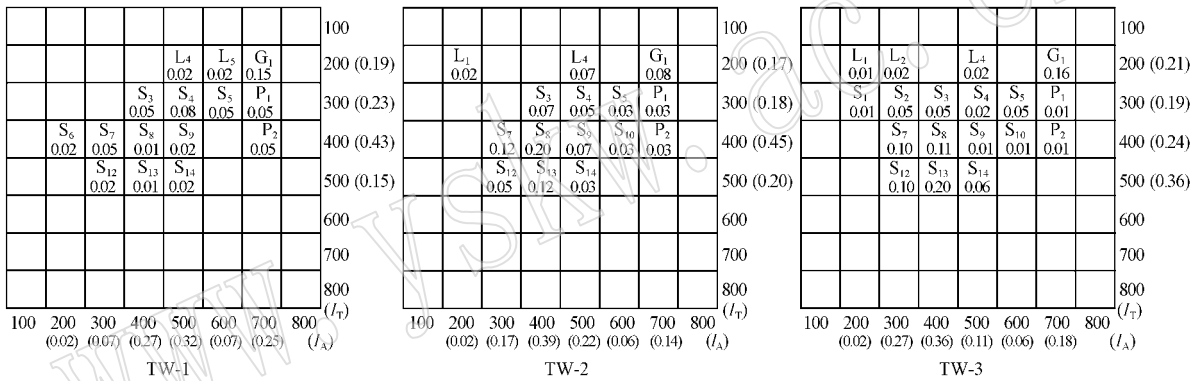 100
L₄ L₅ G₁
0.02 0.02 0.15
200 (0.19)
S₃ S₄ S₅ P₁
0.05 0.08 0.05 0.05
300 (0.23)
S₆ S₇ S₈ S₉ P₂
0.02 0.05 0.01 0.02 0.05
400 (0.43)
S₁₂ S₁₃ S₁₄
0.02 0.01 0.02
500 (0.15)
600
700
800
(I_T)
100 200 300 400 500 600 700 800
(0.02) (0.07) (0.27) (0.32) (0.07) (0.25) (I_A)
TW-1
100
L₁ L₄ G₁
0.02 0.07 0.08
200 (0.17)
S₃ S₄ S₅ P₁
0.07 0.05 0.03 0.03
300 (0.18)
S₇ S₈ S₉ S₁₀ P₂
0.12 0.20 0.07 0.03 0.03
400 (0.45)
S₁₂ S₁₃ S₁₄
0.05 0.12 0.03
500 (0.20)
600
700
800
(I_T)
100 200 300 400 500 600 700 800
(0.02) (0.17) (0.39) (0.22) (0.06) (0.14) (I_A)
TW-2
100
L₁ L₂ L₄ G₁
0.01 0.02 0.02 0.16
200 (0.21)
S₁ S₂ S₃ S₄ S₅ P₁
0.01 0.05 0.05 0.02 0.05 0.01
300 (0.19)
S₇ S₈ S₉ S₁₀ P₂
0.10 0.11 0.01 0.01 0.01
400 (0.24)
S₁₂ S₁₃ S₁₄
0.10 0.20 0.06
500 (0.36)
600
700
800
(I_T)
100 200 300 400 500 600 700 800
(0.02) (0.27) (0.36) (0.11) (0.06) (0.18) (I_A)
TW-3
www.yskw.ac.c